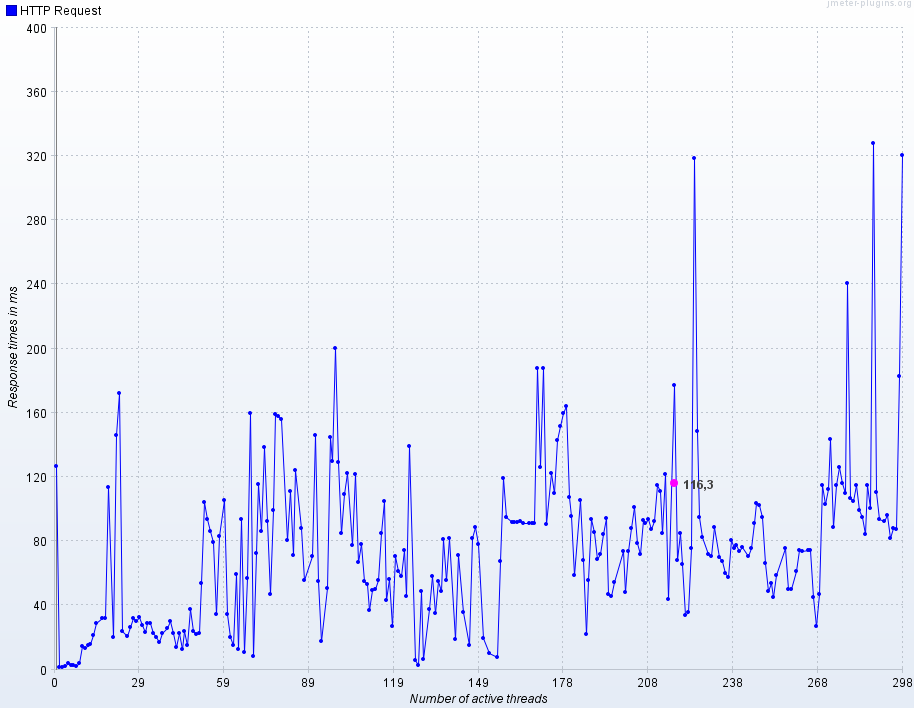 HTTP Request
jmeter-plugins.org
400
360
320
280
240
200
160
120
80
40
0
Response times in ms
116,3
0 29 59 89 119 149 178 208 238 268 298
Number of active threads